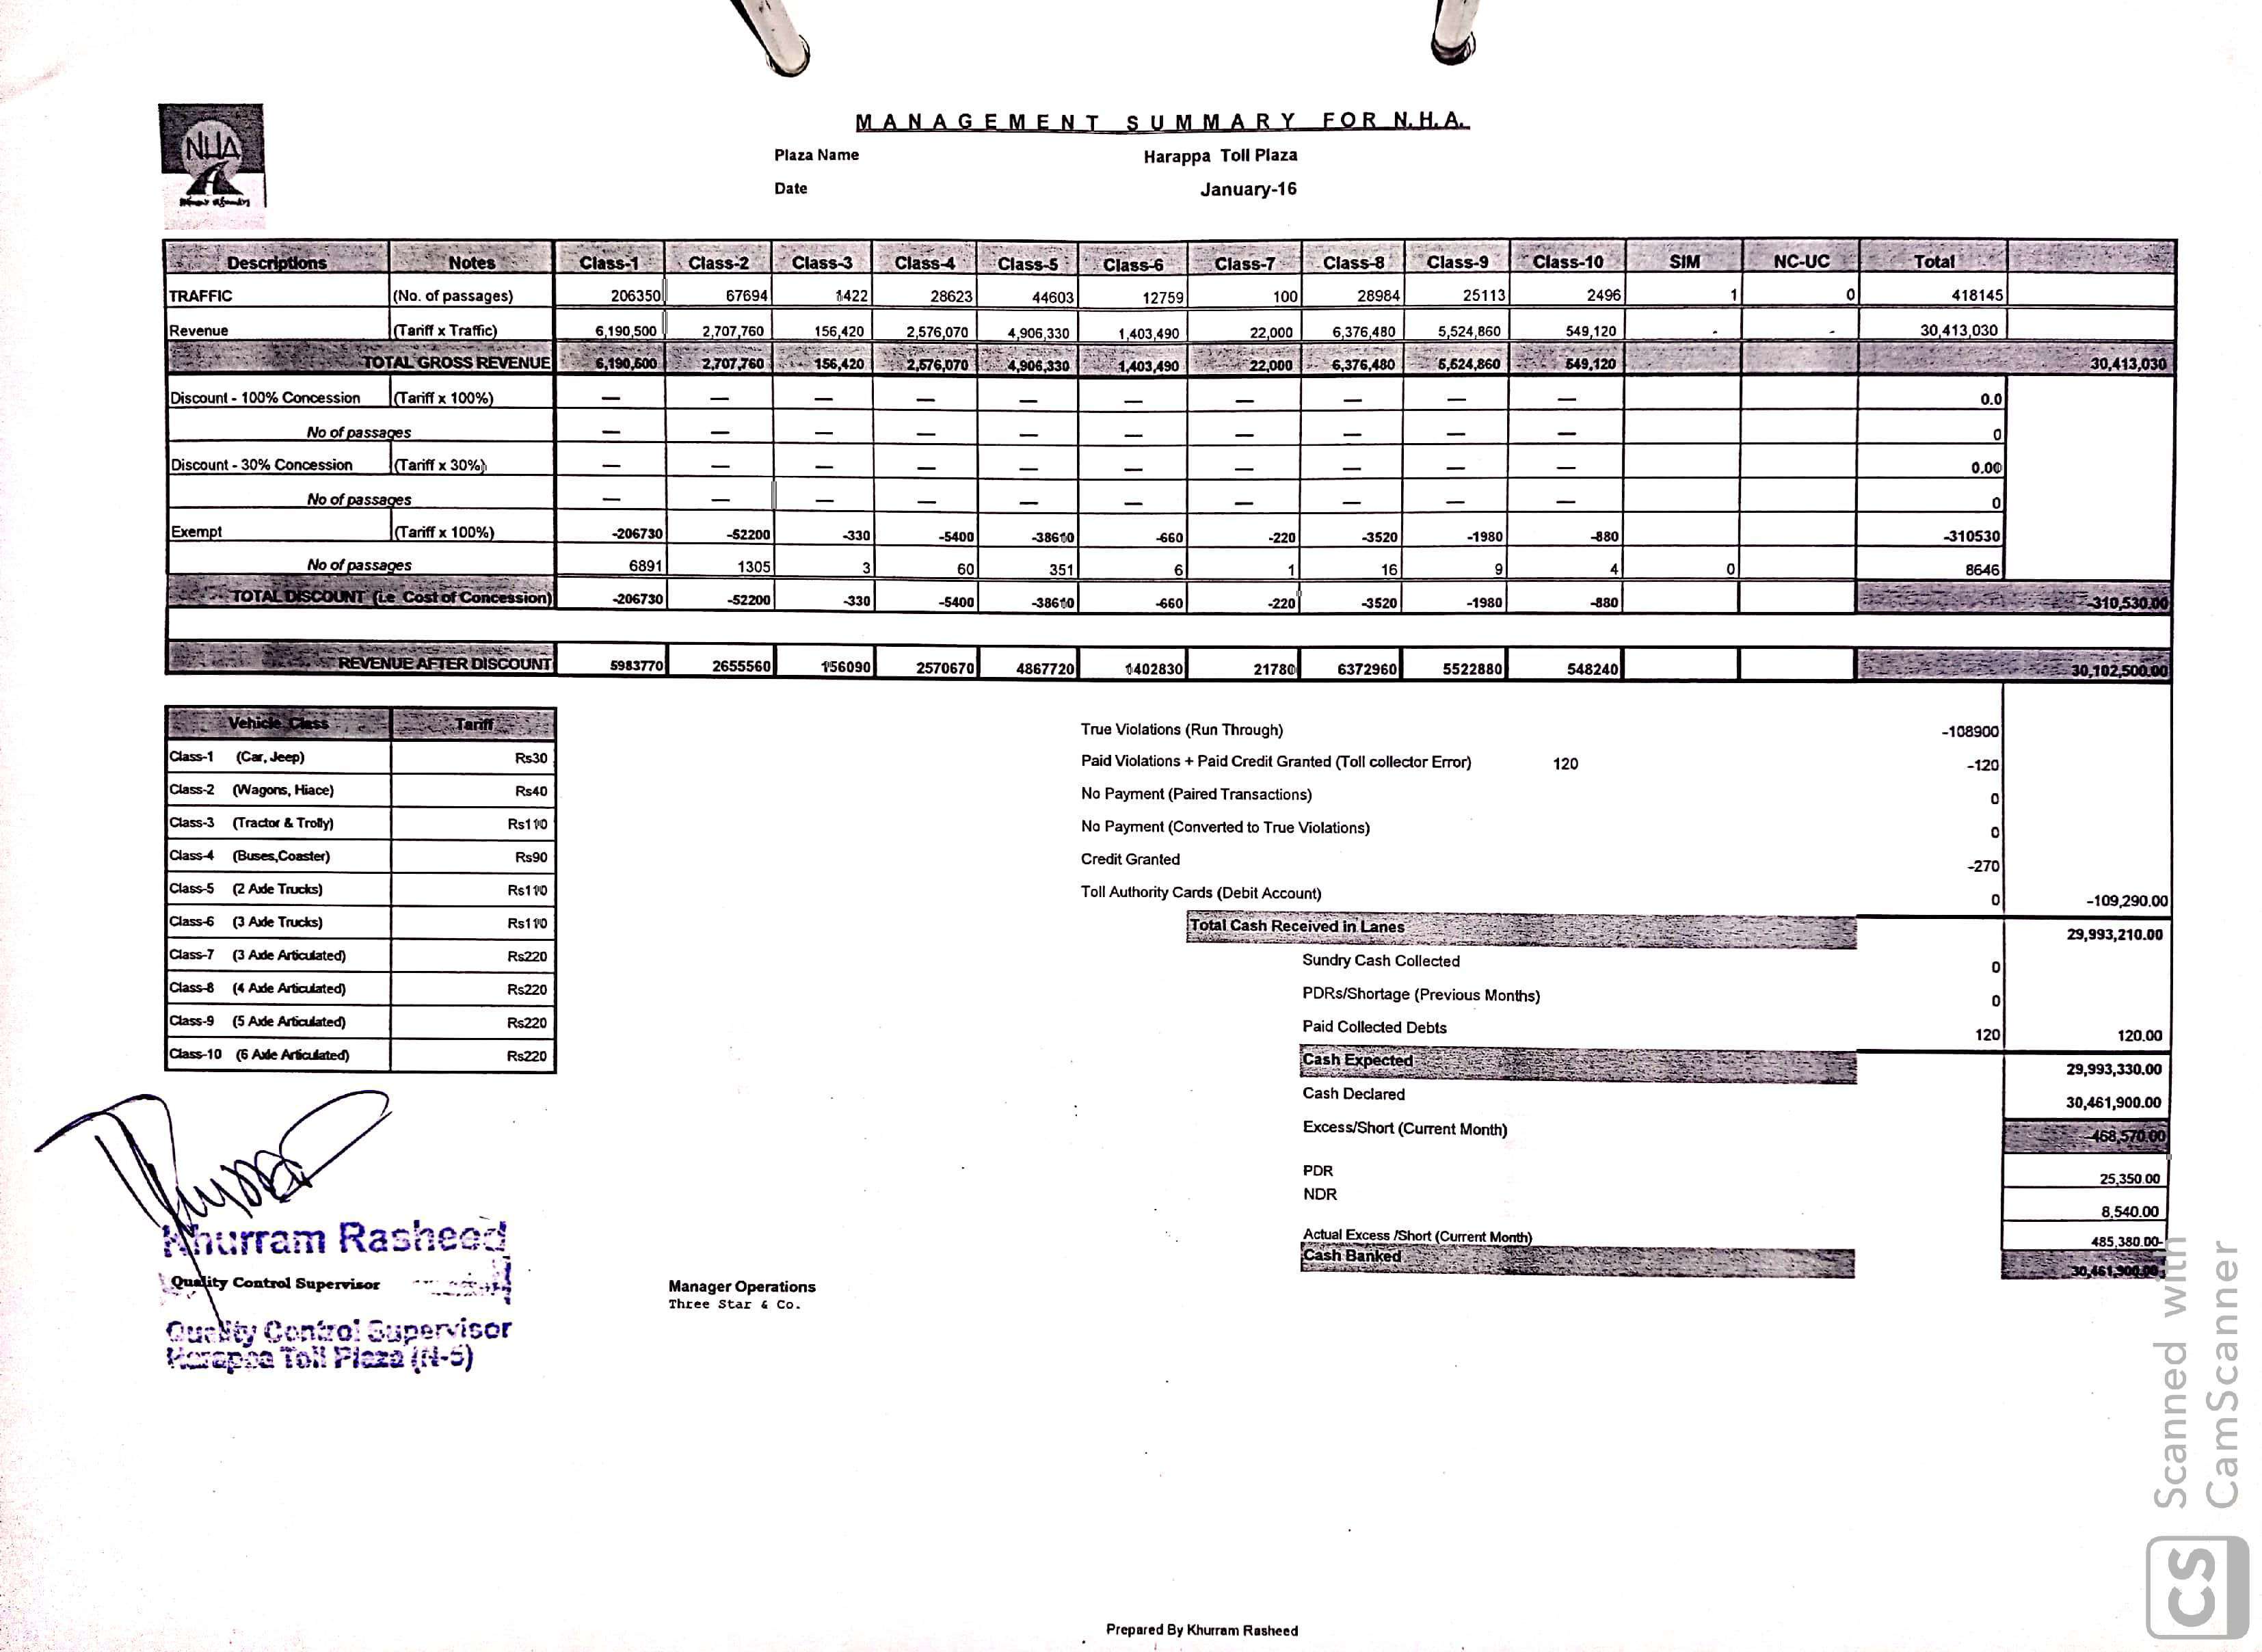 MANAGEMENT SUMMARY FOR N.H.A.
NHA
Plaza Name Harappa Toll Plaza
Date January-16
Descriptions Notes Class-1 Class-2 Class-3 Class-4 Class-5 Class-6 Class-7 Class-8 Class-9 Class-10 SIM NC-UC Total
TRAFFIC (No. of passages) 206350 67694 1422 28623 44603 12759 100 28984 25113 2496 1 0 418145
Revenue (Tariff x Traffic) 6,190,500 2,707,760 156,420 2,576,070 4,906,330 1,403,490 22,000 6,376,480 5,524,860 549,120 - - 30,413,030
TOTAL GROSS REVENUE 6,190,500 2,707,760 156,420 2,576,070 4,906,330 1,403,490 22,000 6,376,480 5,524,860 549,120 30,413,030
Discount - 100% Concession (Tariff x 100%) — — — — — — — — — — 0.0
No of passages — — — — — — — — — — 0
Discount - 30% Concession (Tariff x 30%) — — — — — — — — — — 0.00
No of passages — — — — — — — — — — 0
Exempt (Tariff x 100%) -206730 -52200 -330 -5400 -38610 -660 -220 -3520 -1980 -880 -310530
No of passages 6891 1305 3 60 351 6 1 16 9 4 0 8646
TOTAL DISCOUNT (i.e Cost of Concession) -206730 -52200 -330 -5400 -38610 -660 -220 -3520 -1980 -880 -310,530.00
REVENUE AFTER DISCOUNT 5983770 2655560 156090 2570670 4867720 1402830 21780 6372960 5522880 548240 30,102,500.00
Vehicle Class Tariff
Class-1 (Car, Jeep) Rs30
Class-2 (Wagons, Hiace) Rs40
Class-3 (Tractor & Trolly) Rs110
Class-4 (Buses,Coaster) Rs90
Class-5 (2 Axle Trucks) Rs110
Class-6 (3 Axle Trucks) Rs110
Class-7 (3 Axle Articulated) Rs220
Class-8 (4 Axle Articulated) Rs220
Class-9 (5 Axle Articulated) Rs220
Class-10 (6 Axle Articulated) Rs220
True Violations (Run Through) -108900
Paid Violations + Paid Credit Granted (Toll collector Error) 120 -120
No Payment (Paired Transactions) 0
No Payment (Converted to True Violations) 0
Credit Granted -270
Toll Authority Cards (Debit Account) 0 -109,290.00
Total Cash Received in Lanes 29,993,210.00
Sundry Cash Collected 0
PDRs/Shortage (Previous Months) 0
Paid Collected Debts 120 120.00
Cash Expected 29,993,330.00
Cash Declared 30,461,900.00
Excess/Short (Current Month) 468,570.00
PDR 25,350.00
NDR 8,540.00
Actual Excess /Short (Current Month) 485,380.00
Cash Banked 30,461,900.00
Khurram Rasheed
Quality Control Supervisor
Quality Control Supervisor
Harappa Toll Plaza (N-5)
Manager Operations
Three Star & Co.
Prepared By Khurram Rasheed
Scanned with
CamScanner
CS